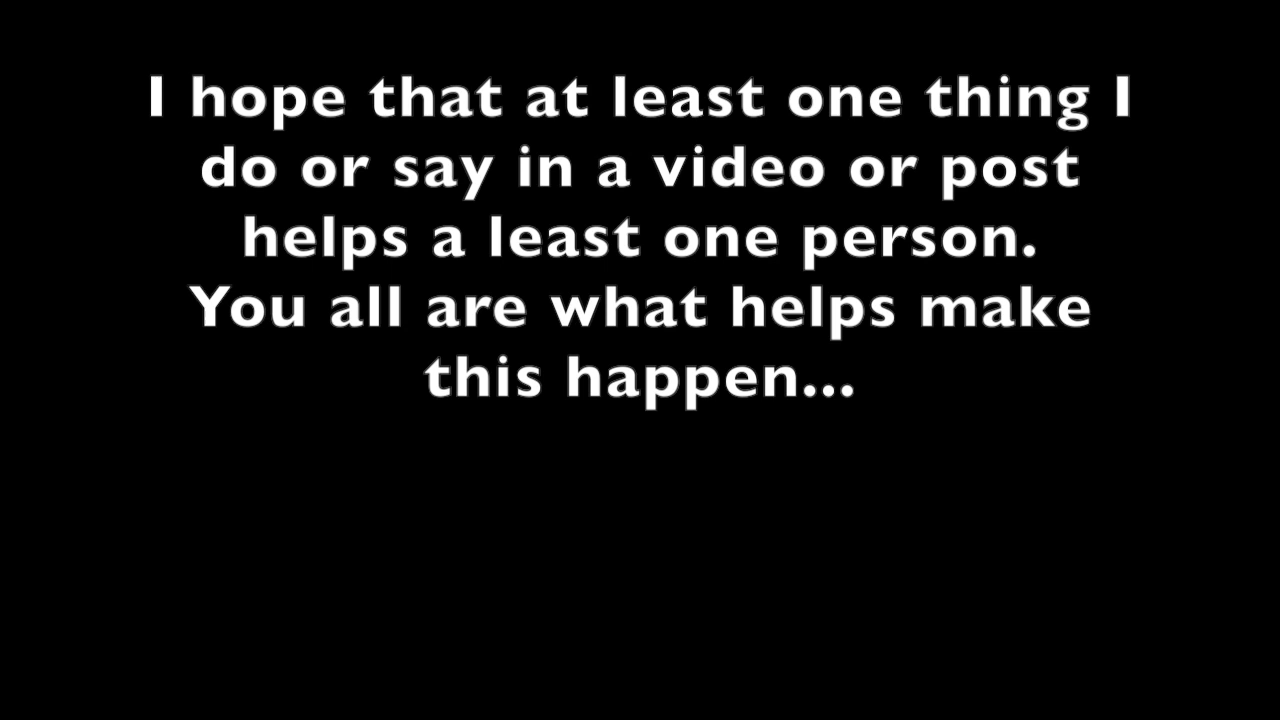 I hope that at least one thing I
do or say in a video or post
helps a least one person.
You all are what helps make
this happen...